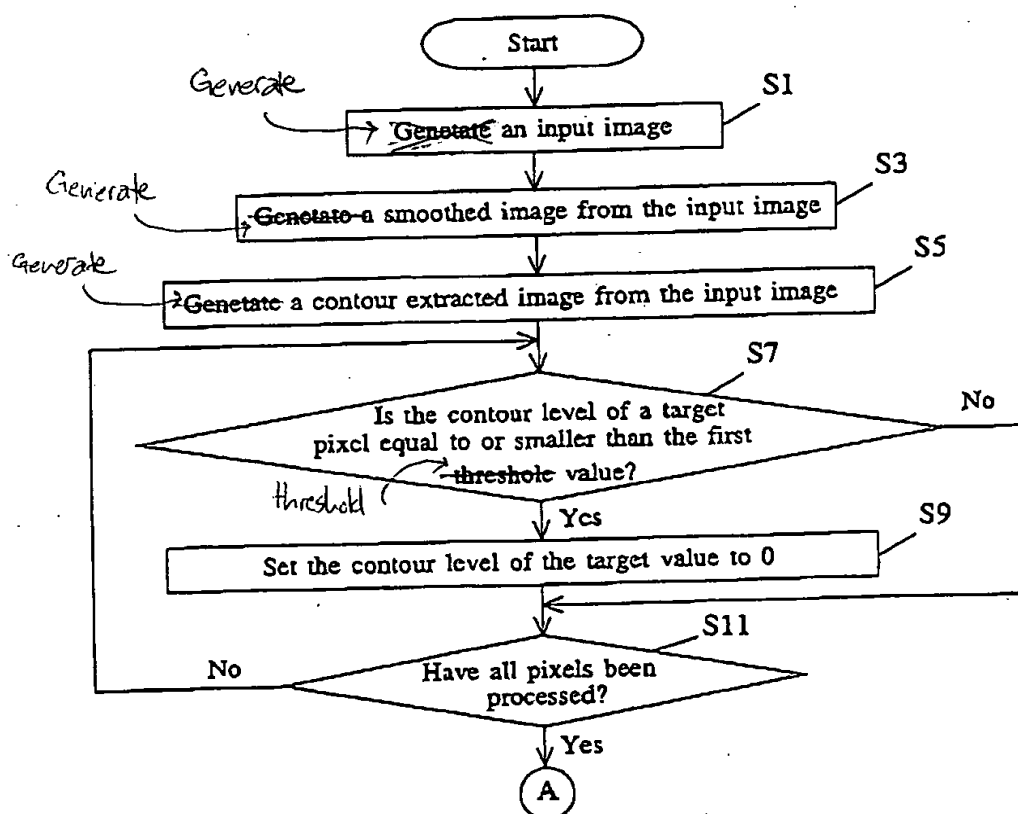 Start
Generate
S1
Genotate an input image
S3
Generate
Genotate a smoothed image from the input image
Generate
S5
Genetate a contour extracted image from the input image
S7
Is the contour level of a target
pixel equal to or smaller than the first
threshole value?
No
threshold
Yes
S9
Set the contour level of the target value to 0
S11
No
Have all pixels been
processed?
Yes
A